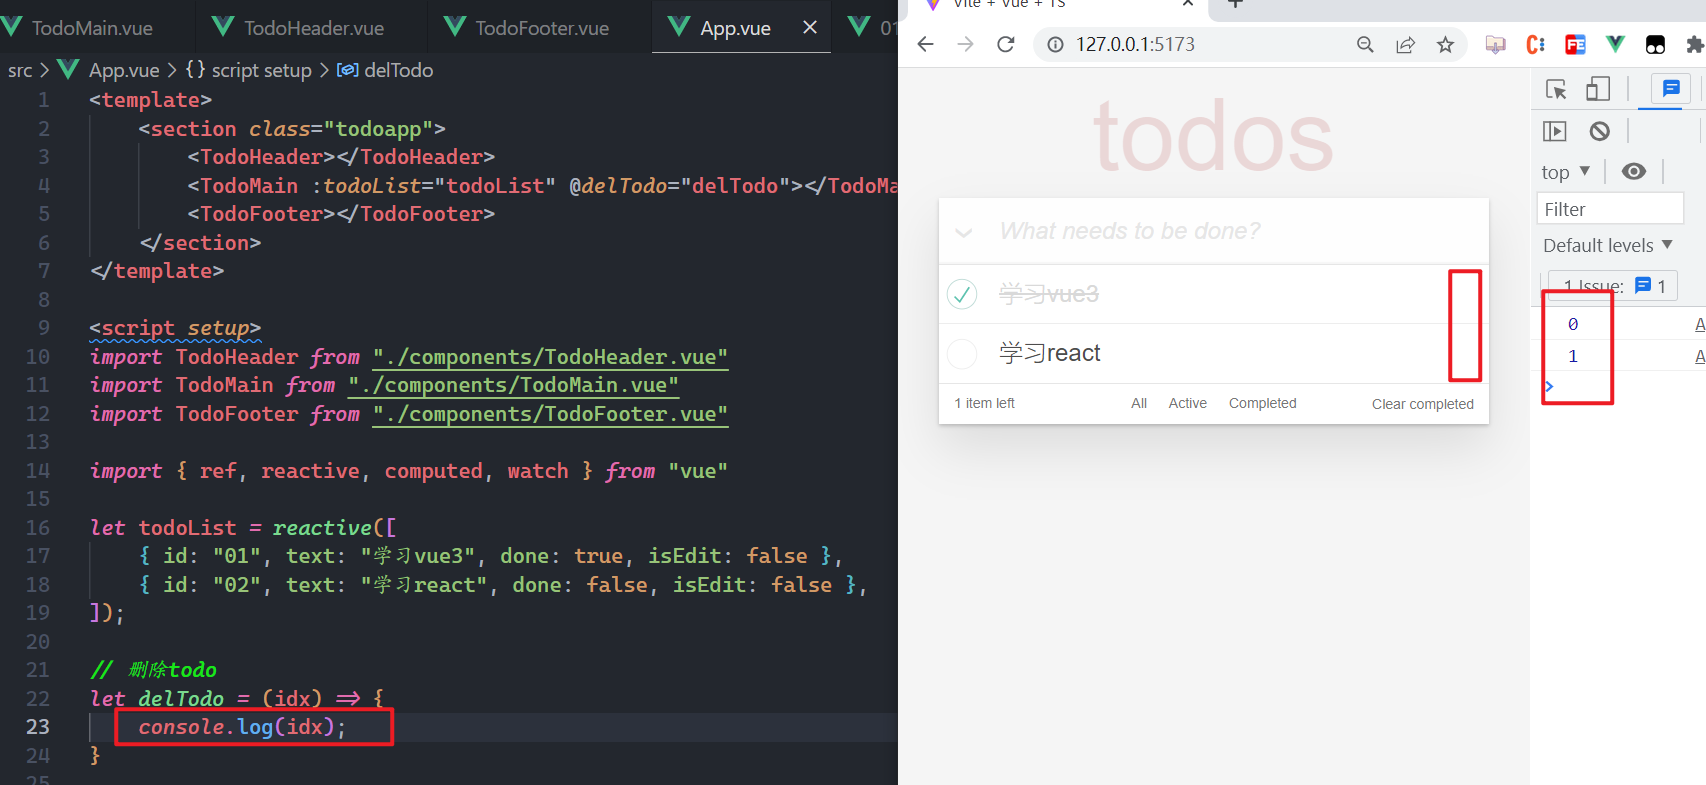 TodoMain.vue TodoHeader.vue TodoFooter.vue App.vue 01
src > App.vue > {} script setup > delTodo
1 <template>
2 <section class="todoapp">
3 <TodoHeader></TodoHeader>
4 <TodoMain :todoList="todoList" @delTodo="delTodo"></TodoMa
5 <TodoFooter></TodoFooter>
6 </section>
7 </template>
8
9 <script setup>
10 import TodoHeader from "./components/TodoHeader.vue"
11 import TodoMain from "./components/TodoMain.vue"
12 import TodoFooter from "./components/TodoFooter.vue"
13
14 import { ref, reactive, computed, watch } from "vue"
15
16 let todoList = reactive([
17 { id: "01", text: "学习vue3", done: true, isEdit: false },
18 { id: "02", text: "学习react", done: false, isEdit: false },
19 ]);
20
21 // 删除todo
22 let delTodo = (idx) => {
23 console.log(idx);
24 }
25
Vite + Vue + TS
127.0.0.1:5173
todos
What needs to be done?
学习vue3
学习react
1 item left All Active Completed Clear completed
top
Filter
Default levels
1 Issue: 1
0 A
1 A